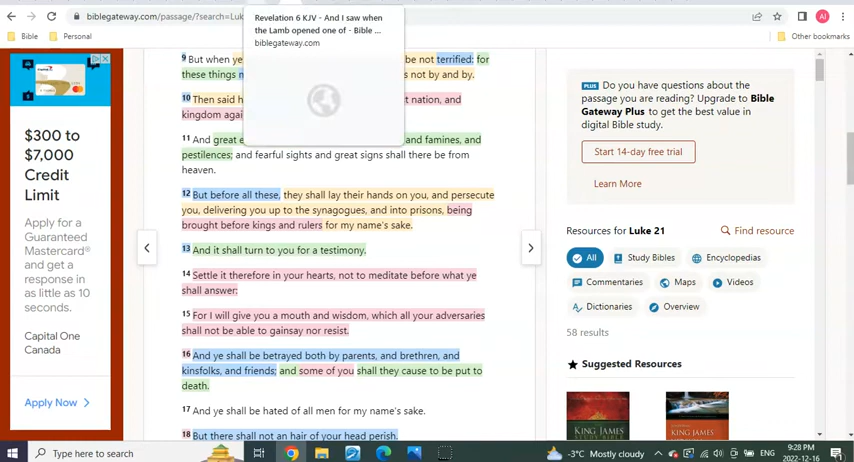 biblegateway.com/passage/?search=Luk
Bible
Personal
Other bookmarks
AI
Revelation 6 KJV - And I saw when
the Lamb opened one of - Bible ...
biblegateway.com
$300 to
$7,000
Credit
Limit
Apply for a
Guaranteed
Mastercard®
and get a
response in
as little as 10
seconds.
Capital One
Canada
Apply Now
9 But when ye be not terrified: for
these things m s not by and by.
10 Then said h t nation, and
kingdom agai
11 And great e and famines, and
pestilences; and fearful sights and great signs shall there be from
heaven.
12 But before all these, they shall lay their hands on you, and persecute
you, delivering you up to the synagogues, and into prisons, being
brought before kings and rulers for my name's sake.
13 And it shall turn to you for a testimony.
14 Settle it therefore in your hearts, not to meditate before what ye
shall answer:
15 For I will give you a mouth and wisdom, which all your adversaries
shall not be able to gainsay nor resist.
16 And ye shall be betrayed both by parents, and brethren, and
kinsfolks, and friends; and some of you shall they cause to be put to
death.
17 And ye shall be hated of all men for my name's sake.
18 But there shall not an hair of your head perish.
PLUS Do you have questions about the
passage you are reading? Upgrade to Bible
Gateway Plus to get the best value in
digital Bible study.
Start 14-day free trial
Learn More
Resources for Luke 21
Find resource
All
Study Bibles
Encyclopedias
Commentaries
Maps
Videos
Dictionaries
Overview
58 results
Suggested Resources
KING JAMES
KING JAMES
Type here to search
-3°C Mostly cloudy
ENG
9:28 PM
2022-12-16